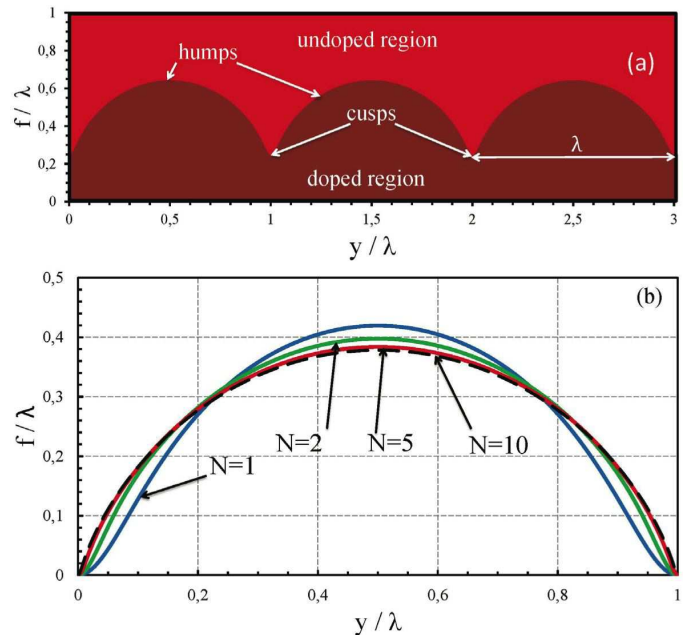 1
0,8
0,6
0,4
0,2
0
f / λ
undoped region
(a)
humps
cusps
λ
doped region
0 0,5 1 1,5 2 2,5 3
y / λ
0,5
0,4
0,3
0,2
0,1
0
f / λ
(b)
N=1
N=2
N=5
N=10
0 0,2 0,4 0,6 0,8 1
y / λ